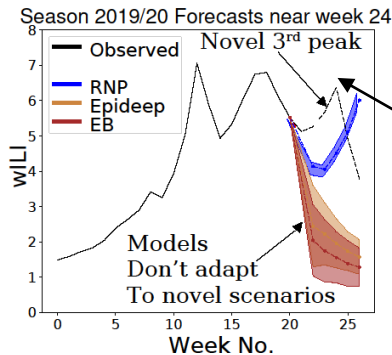 Season 2019/20 Forecasts near week 24
8
7
6
5
4
3
2
1
0
wILI
Observed
RNP
Epideep
EB
Novel 3rd peak
Models
Don't adapt
To novel scenarios
0 5 10 15 20 25
Week No.